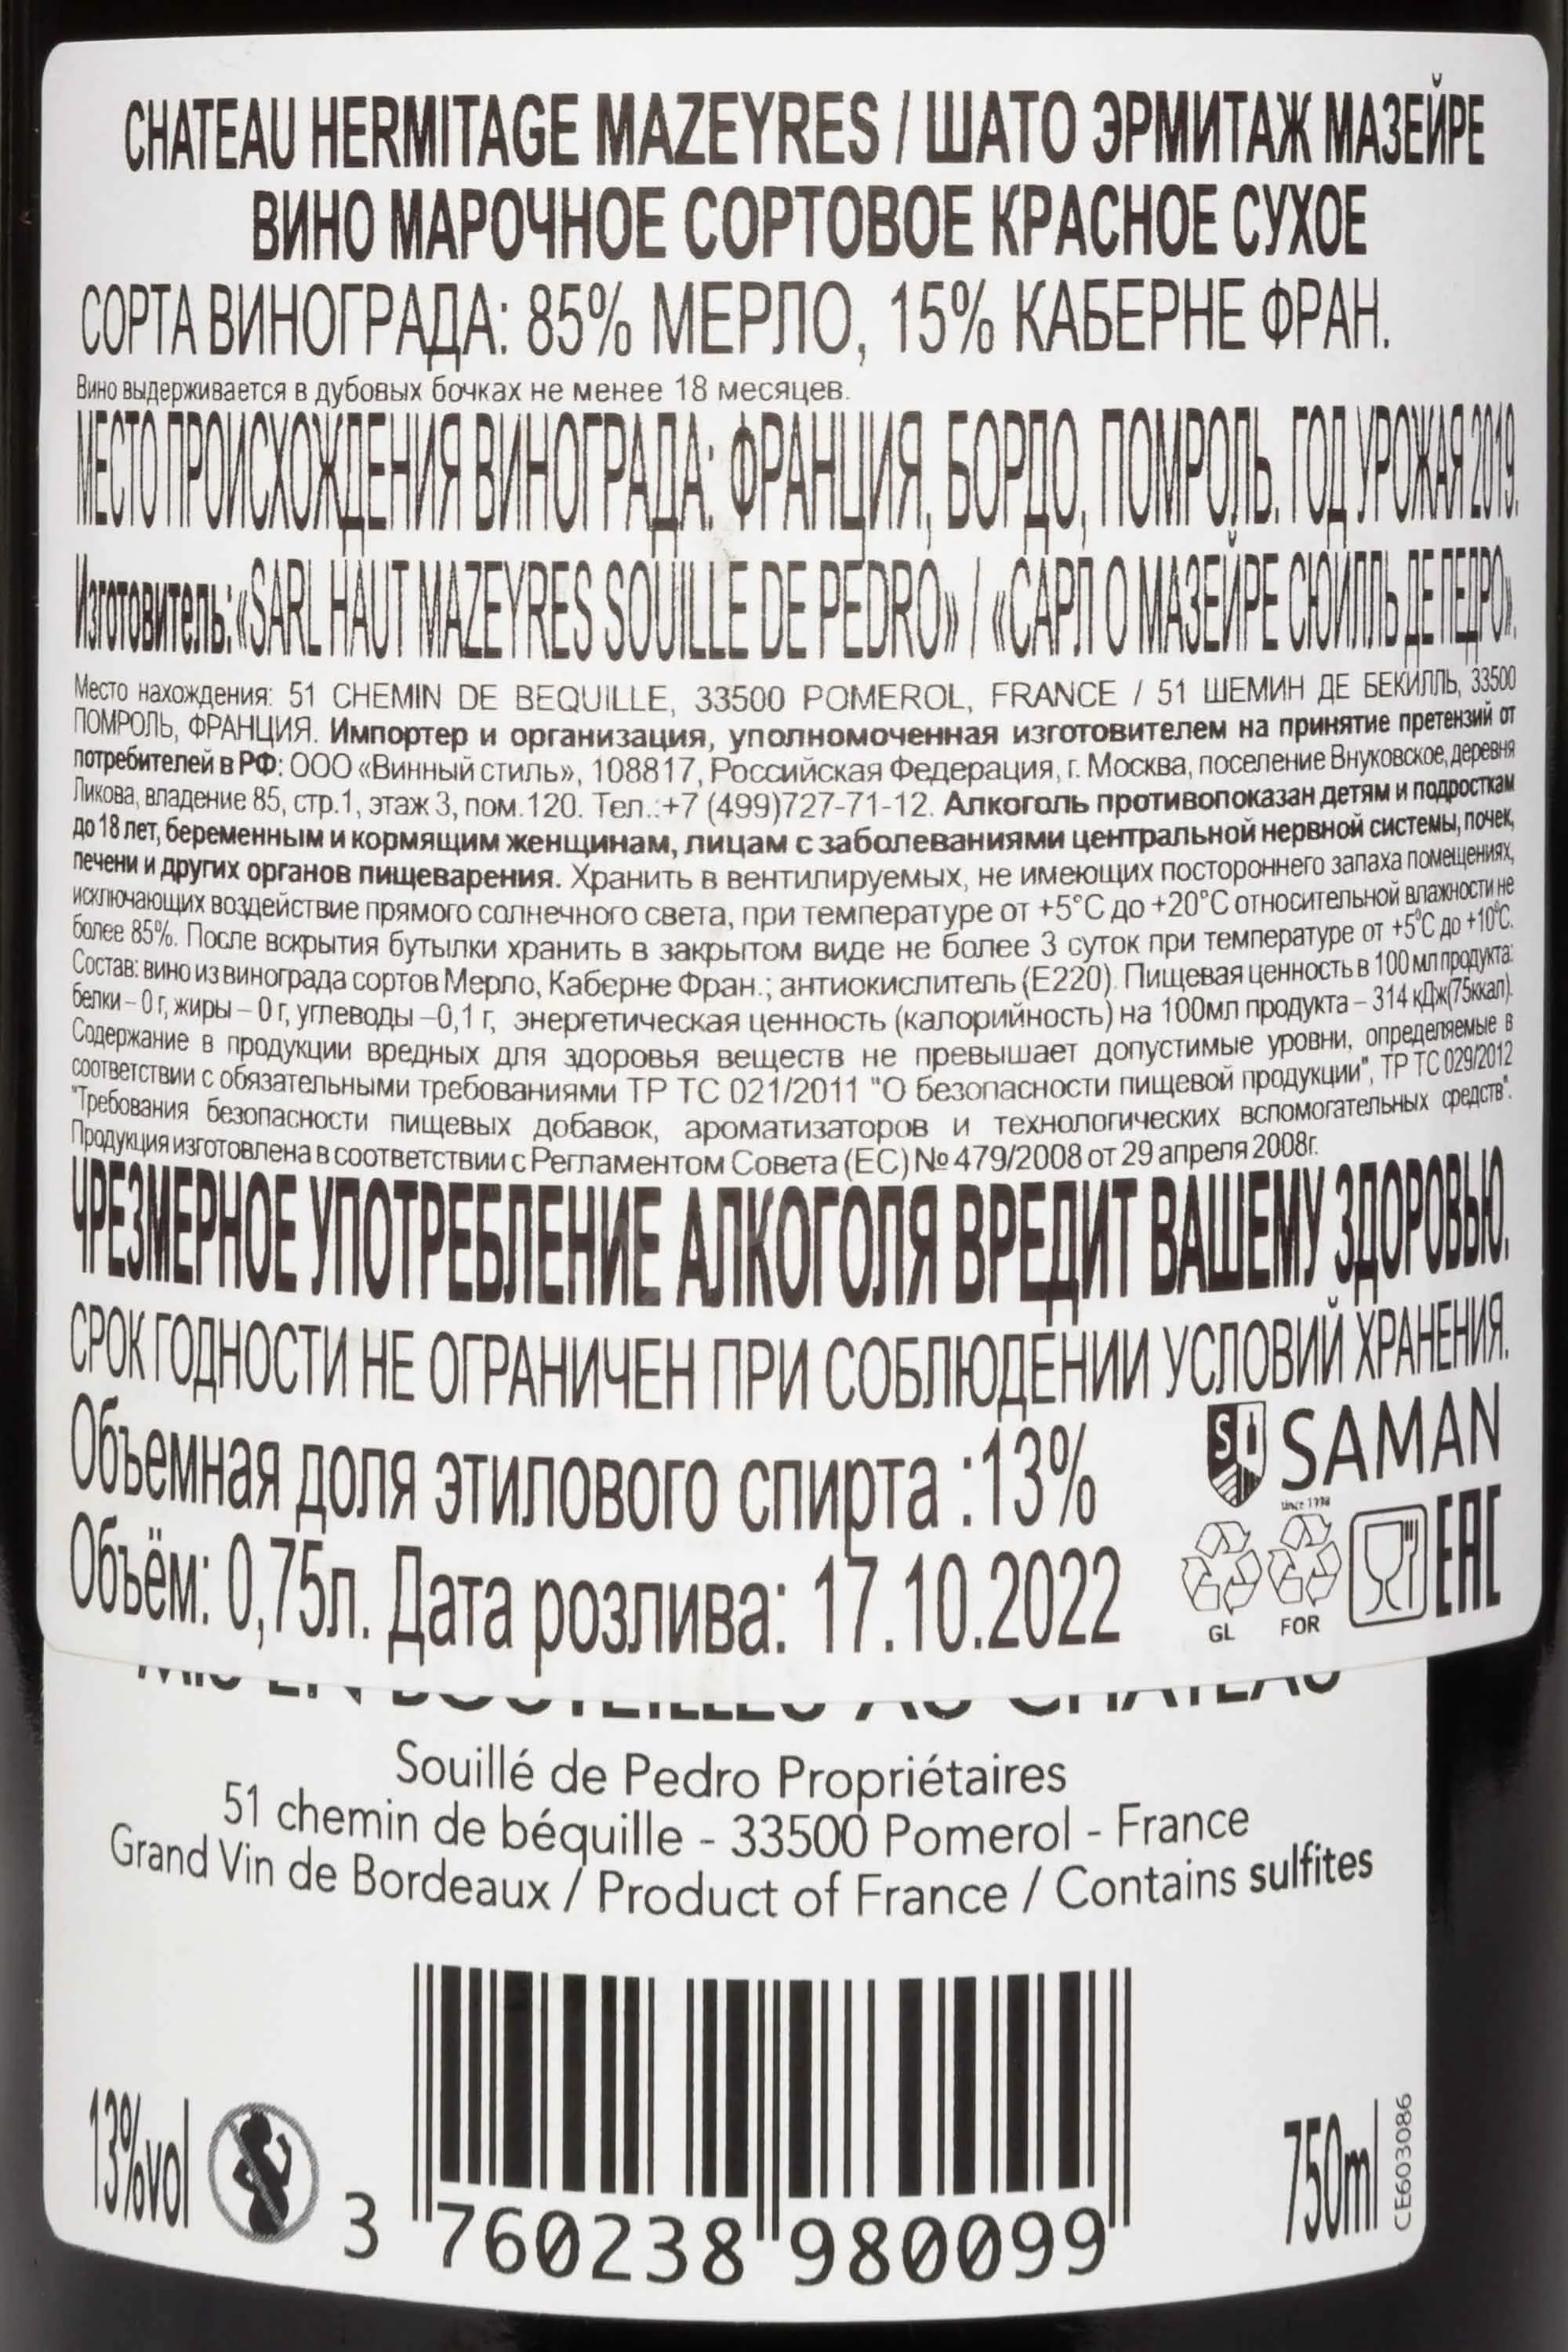 CHATEAU HERMITAGE MAZEYRES / ШАТО ЭРМИТАЖ МАЗЕЙРЕ
ВИНО МАРОЧНОЕ СОРТОВОЕ КРАСНОЕ СУХОЕ
СОРТА ВИНОГРАДА: 85% МЕРЛО, 15% КАБЕРНЕ ФРАН.
Вино выдерживается в дубовых бочках не менее 18 месяцев.
МЕСТО ПРОИСХОЖДЕНИЯ ВИНОГРАДА: ФРАНЦИЯ, БОРДО, ПОМРОЛЬ. ГОД УРОЖАЯ 2019.
Изготовитель: «SARL HAUT MAZEYRES SOUILLE DE PEDRO» / «САРЛ О МАЗЕЙРЕ СЮИЛЛЬ ДЕ ПЕДРО».
Место нахождения: 51 CHEMIN DE BEQUILLE, 33500 POMEROL, FRANCE / 51 ШЕМИН ДЕ БЕКИЛЛЬ, 33500
ПОМРОЛЬ, ФРАНЦИЯ. Импортер и организация, уполномоченная изготовителем на принятие претензий от
потребителей в РФ: ООО «Винный стиль», 108817, Российская Федерация, г. Москва, поселение Внуковское, деревня
Ликова, владение 85, стр.1, этаж 3, пом.120. Тел.:+7 (499)727-71-12. Алкоголь противопоказан детям и подросткам
до 18 лет, беременным и кормящим женщинам, лицам с заболеваниями центральной нервной системы, почек,
печени и других органов пищеварения. Хранить в вентилируемых, не имеющих постороннего запаха помещениях,
исключающих воздействие прямого солнечного света, при температуре от +5°С до +20°С относительной влажности не
более 85%. После вскрытия бутылки хранить в закрытом виде не более 3 суток при температуре от +5°С до +10°С.
Состав: вино из винограда сортов Мерло, Каберне Фран.; антиокислитель (Е220). Пищевая ценность в 100 мл продукта:
белки – 0 г, жиры – 0 г, углеводы –0,1 г, энергетическая ценность (калорийность) на 100мл продукта – 314 кДж(75ккал).
Содержание в продукции вредных для здоровья веществ не превышает допустимые уровни, определяемые в
соответствии с обязательными требованиями ТР ТС 021/2011 "О безопасности пищевой продукции", ТР ТС 029/2012
"Требования безопасности пищевых добавок, ароматизаторов и технологических вспомогательных средств".
Продукция изготовлена в соответствии с Регламентом Совета (ЕС) № 479/2008 от 29 апреля 2008г.
ЧРЕЗМЕРНОЕ УПОТРЕБЛЕНИЕ АЛКОГОЛЯ ВРЕДИТ ВАШЕМУ ЗДОРОВЬЮ.
СРОК ГОДНОСТИ НЕ ОГРАНИЧЕН ПРИ СОБЛЮДЕНИИ УСЛОВИЙ ХРАНЕНИЯ.
Объемная доля этилового спирта :13%
SI SAMAN
since 1998
Объём: 0,75л. Дата розлива: 17.10.2022
GL FOR EAC
MIS EN BOUTEILLES AU CHATEAU
Souillé de Pedro Propriétaires
51 chemin de béquille - 33500 Pomerol - France
Grand Vin de Bordeaux / Product of France / Contains sulfites
13%vol
3 760238 980099
750ml
CE603086